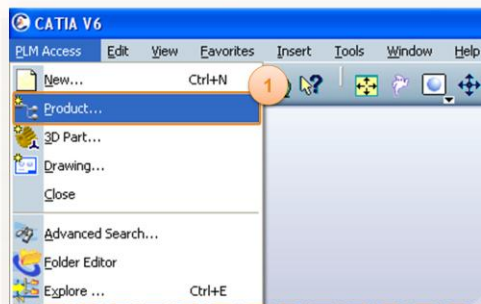 CATIA V6
PLM Access Edit View Favorites Insert Tools Window Help
New... Ctrl+N
1
Product...
3D Part...
Drawing...
Close
Advanced Search...
Folder Editor
Explore ... Ctrl+E